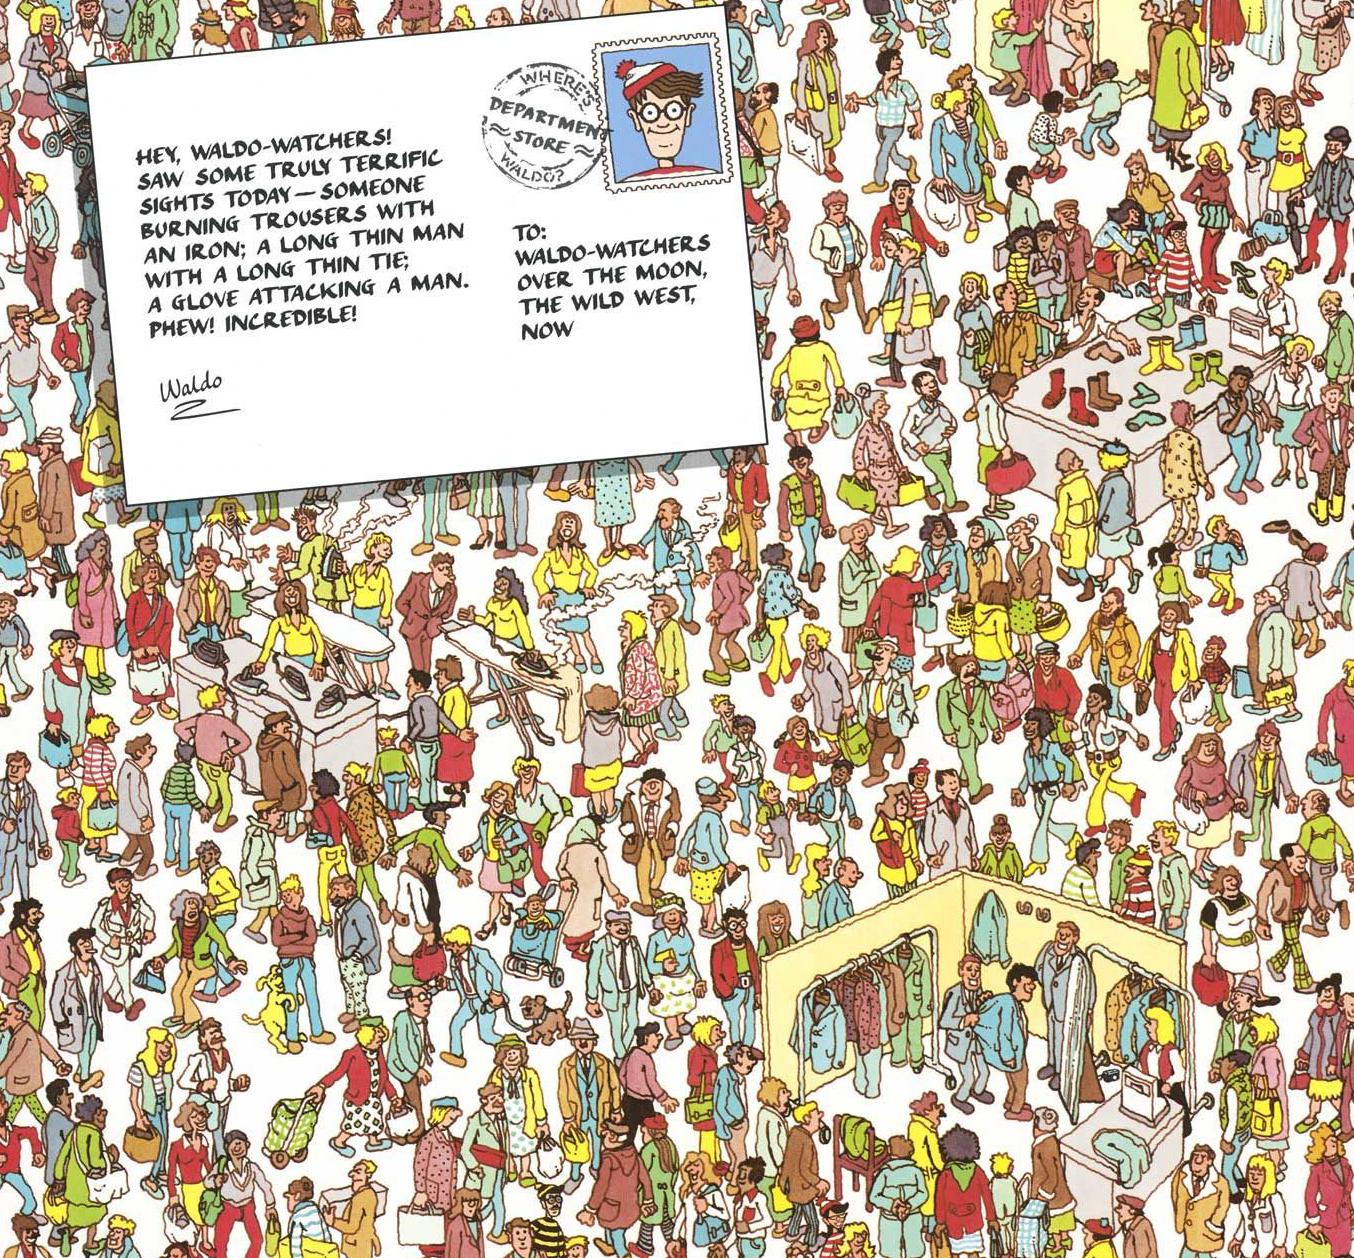 HEY, WALDO-WATCHERS!
SAW SOME TRULY TERRIFIC
SIGHTS TODAY—SOMEONE
BURNING TROUSERS WITH
AN IRON; A LONG THIN MAN
WITH A LONG THIN TIE;
A GLOVE ATTACKING A MAN.
PHEW! INCREDIBLE!
Waldo
WHERE'S
DEPARTMENT
STORE
WALDO?
TO:
WALDO-WATCHERS
OVER THE MOON,
THE WILD WEST,
NOW